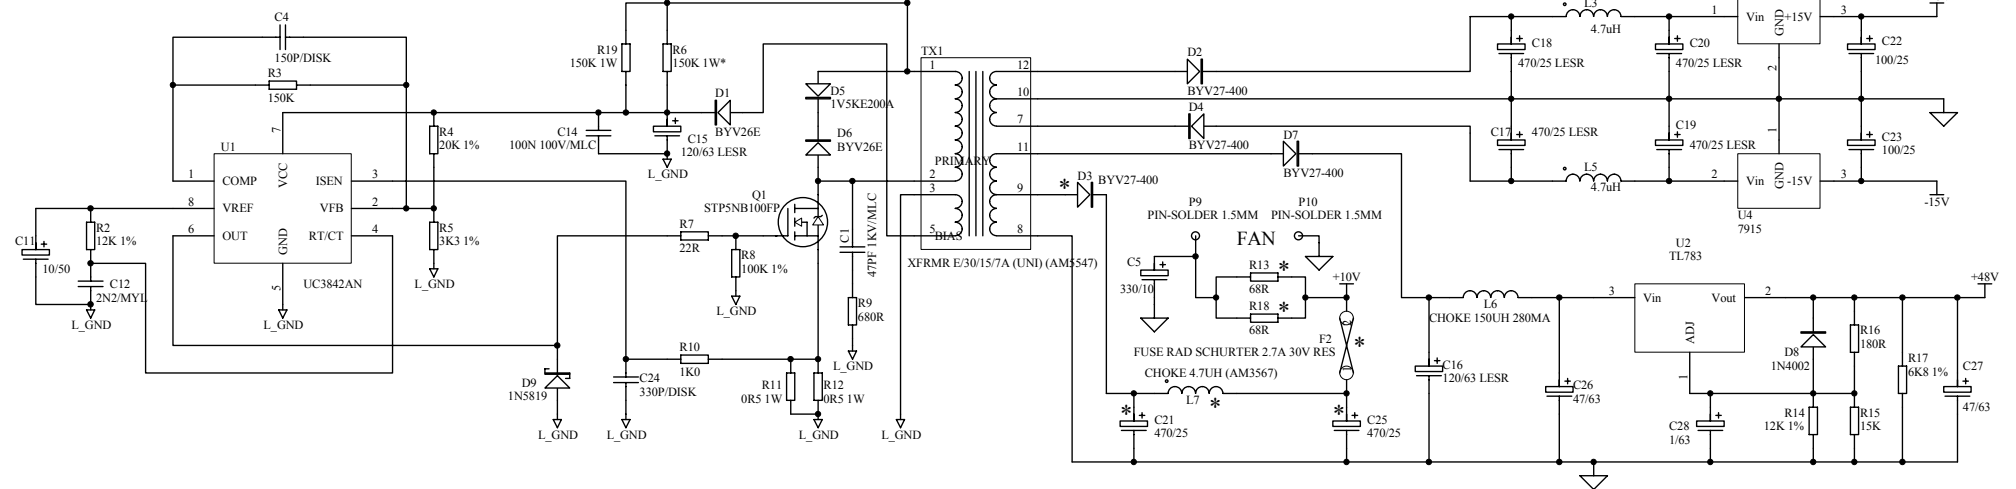 C4
150P/DISK
R3
150K
U1
7
VCC
1
COMP
ISEN
3
8
VREF
VFB
2
6
OUT
RT/CT
4
GND
5
UC3842AN
L_GND
C11
10/50
R2
12K 1%
C12
2N2/MYL
L_GND
R4
20K 1%
R5
3K3 1%
L_GND
R19
150K 1W
R6
150K 1W*
C14
100N 100V/MLC
C15
120/63 LESR
L_GND
D1
BYV26E
D5
1V5KE200A
D6
BYV26E
Q1
STP5NB100FP
R7
22R
R8
100K 1%
L_GND
C1
47PF 1KV/MLC
R9
680R
L_GND
R10
1K0
C24
330P/DISK
L_GND
R11
0R5 1W
R12
0R5 1W
L_GND
D9
1N5819
L_GND
L_GND
TX1
1
12
10
7
PRIMARY
11
2
3
9
5
BIAS
8
XFRMR E/30/15/7A (UNI) (AM5547)
D2
BYV27-400
D4
BYV27-400
D7
BYV27-400
D3
BYV27-400
*
P9
PIN-SOLDER 1.5MM
P10
PIN-SOLDER 1.5MM
FAN
C5
330/10
R13
68R
*
R18
68R
*
+10V
F2
*
FUSE RAD SCHURTER 2.7A 30V RES
CHOKE 4.7UH (AM3567)
L7
*
C21
470/25
*
C25
470/25
*
C18
470/25 LESR
L3
4.7uH
C20
470/25 LESR
1
Vin
GND
+15V
3
2
C22
100/25
C17
470/25 LESR
L5
4.7uH
C19
470/25 LESR
1
2
Vin
GND
-15V
3
U4
7915
C23
100/25
-15V
U2
TL783
3
Vin
Vout
2
ADJ
1
L6
CHOKE 150UH 280MA
C16
120/63 LESR
C26
47/63
C28
1/63
D8
1N4002
R14
12K 1%
R16
180R
R15
15K
R17
6K8 1%
C27
47/63
+48V